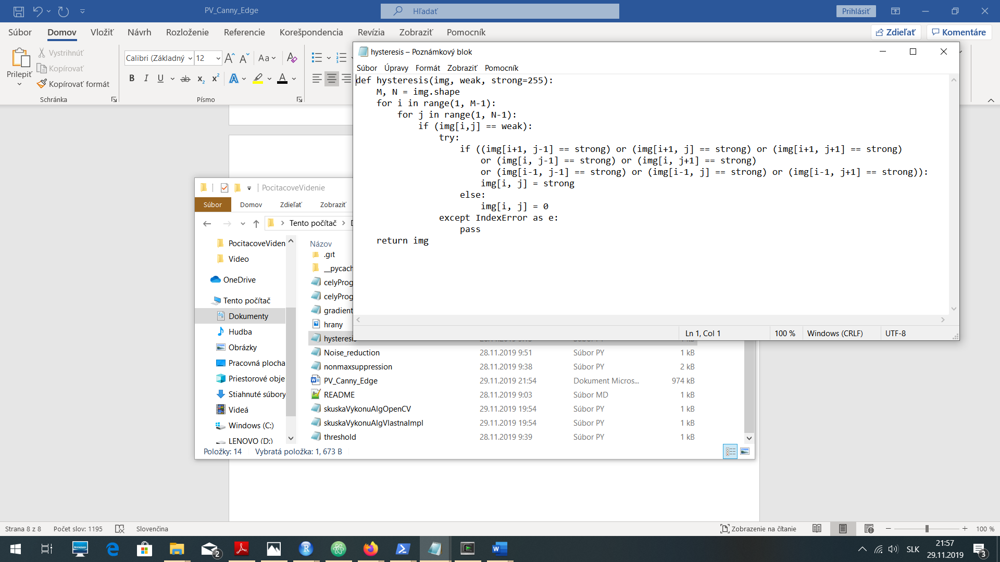 PV_Canny_Edge
Hľadať
Prihlásiť
Súbor Domov Vložiť Návrh Rozloženie Referencie Korešpondencia Revízia Zobraziť Pomocník
Zdieľať Komentáre
Prilepiť
Vystrihnúť
Kopírovať
Kopírovať formát
Schránka
Calibri (Základný 12
Písmo
hysteresis – Poznámkový blok
Súbor Úpravy Formát Zobraziť Pomocník
def hysteresis(img, weak, strong=255):
    M, N = img.shape
    for i in range(1, M-1):
        for j in range(1, N-1):
            if (img[i,j] == weak):
                try:
                    if ((img[i+1, j-1] == strong) or (img[i+1, j] == strong) or (img[i+1, j+1] == strong)
                        or (img[i, j-1] == strong) or (img[i, j+1] == strong)
                        or (img[i-1, j-1] == strong) or (img[i-1, j] == strong) or (img[i-1, j+1] == strong)):
                        img[i, j] = strong
                    else:
                        img[i, j] = 0
                except IndexError as e:
                    pass
    return img
Ln 1, Col 1 100 % Windows (CRLF) UTF-8
PocitacoveVidenie
Súbor Domov Zdieľať Zobraziť
Tento počítač
PocitacoveViden
Video
OneDrive
Tento počítač
Dokumenty
Hudba
Obrázky
Pracovná plocha
Priestorové obje
Stiahnuté súbory
Videá
Windows (C:)
LENOVO (D:)
Názov
.git
__pycach
celyProg
celyProg
gradient
hrany
hysteresis
Noise_reduction 28.11.2019 9:51 Súbor PY 1 kB
nonmaxsuppression 28.11.2019 9:38 Súbor PY 2 kB
PV_Canny_Edge 29.11.2019 21:54 Dokument Micros... 974 kB
README 28.11.2019 9:03 Súbor MD 1 kB
skuskaVykonuAlgOpenCV 29.11.2019 19:54 Súbor PY 1 kB
skuskaVykonuAlgVlastnaImpl 29.11.2019 19:54 Súbor PY 1 kB
threshold 28.11.2019 9:39 Súbor PY 1 kB
Položky: 14 Vybratá položka: 1, 673 B
Strana 8 z 8 Počet slov: 1195 Slovenčina
Zobrazenie na čítanie 100 %
2
SLK
21:57
29.11.2019
3